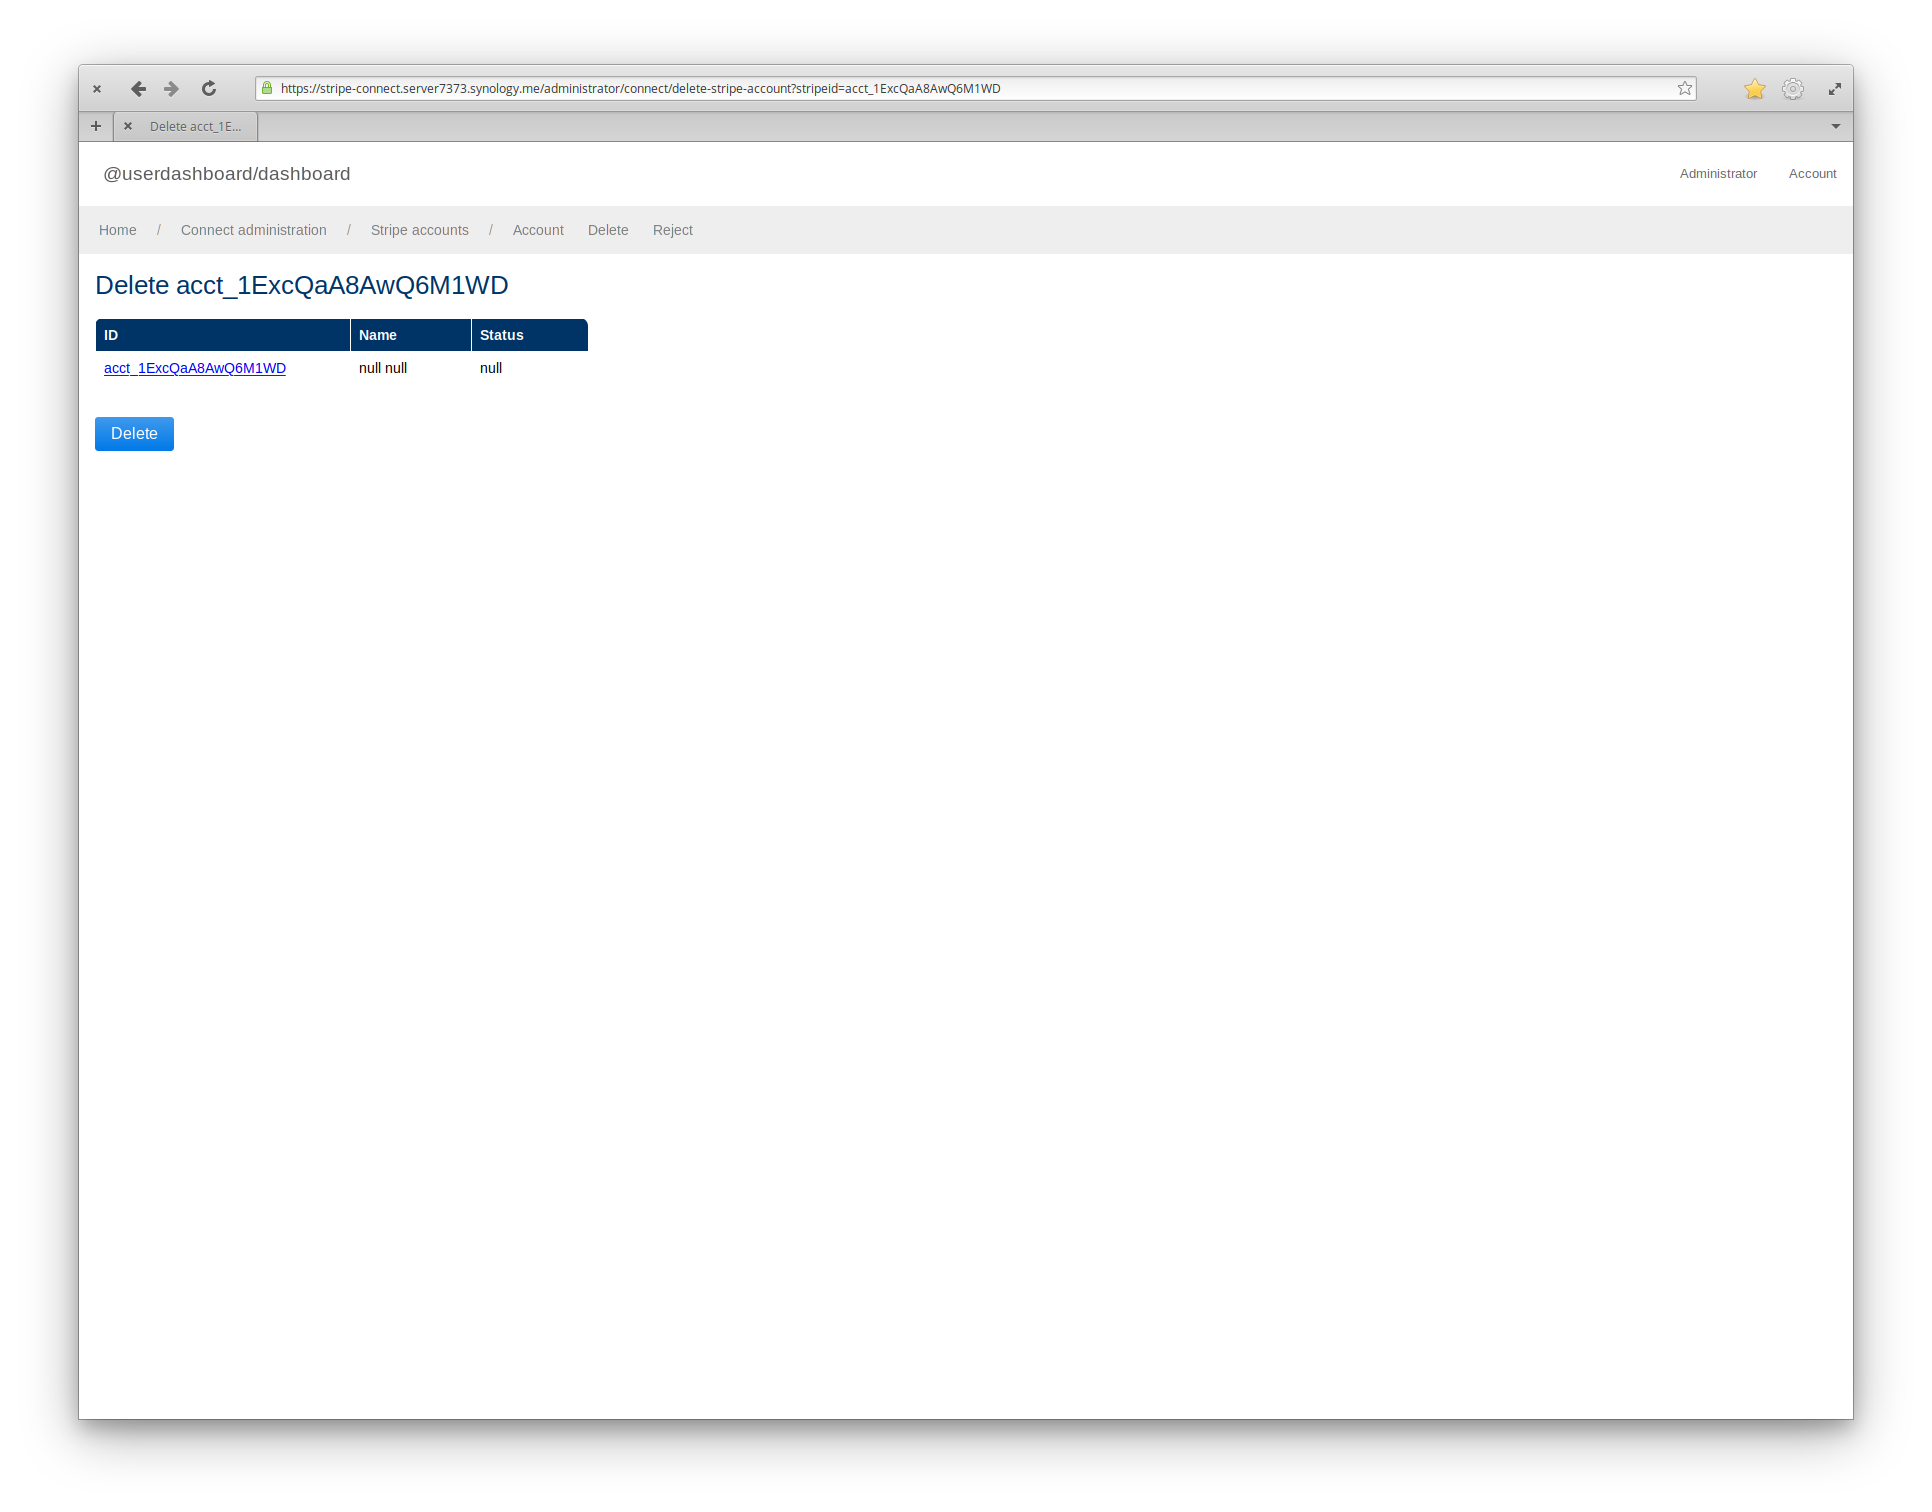 https://stripe-connect.server7373.synology.me/administrator/connect/delete-stripe-account?stripeid=acct_1ExcQaA8AwQ6M1WD
Delete acct_1E...
@userdashboard/dashboard Administrator Account
Home / Connect administration / Stripe accounts / Account Delete Reject
Delete acct_1ExcQaA8AwQ6M1WD
ID Name Status
acct_1ExcQaA8AwQ6M1WD null null null
Delete